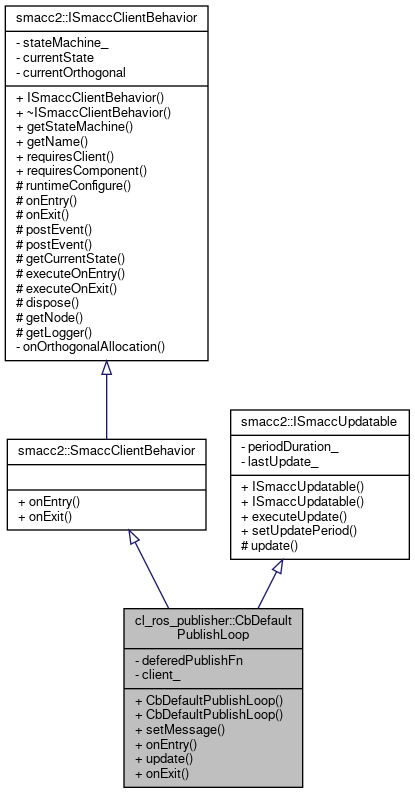 smacc2::ISmaccClientBehavior
- stateMachine_
- currentState
- currentOrthogonal
+ ISmaccClientBehavior()
+ ~ISmaccClientBehavior()
+ getStateMachine()
+ getName()
+ requiresClient()
+ requiresComponent()
# runtimeConfigure()
# onEntry()
# onExit()
# postEvent()
# postEvent()
# getCurrentState()
# executeOnEntry()
# executeOnExit()
# dispose()
# getNode()
# getLogger()
- onOrthogonalAllocation()
smacc2::SmaccClientBehavior
+ onEntry()
+ onExit()
smacc2::ISmaccUpdatable
- periodDuration_
- lastUpdate_
+ ISmaccUpdatable()
+ ISmaccUpdatable()
+ executeUpdate()
+ setUpdatePeriod()
# update()
cl_ros_publisher::CbDefault
PublishLoop
- deferedPublishFn
- client_
+ CbDefaultPublishLoop()
+ CbDefaultPublishLoop()
+ setMessage()
+ onEntry()
+ update()
+ onExit()